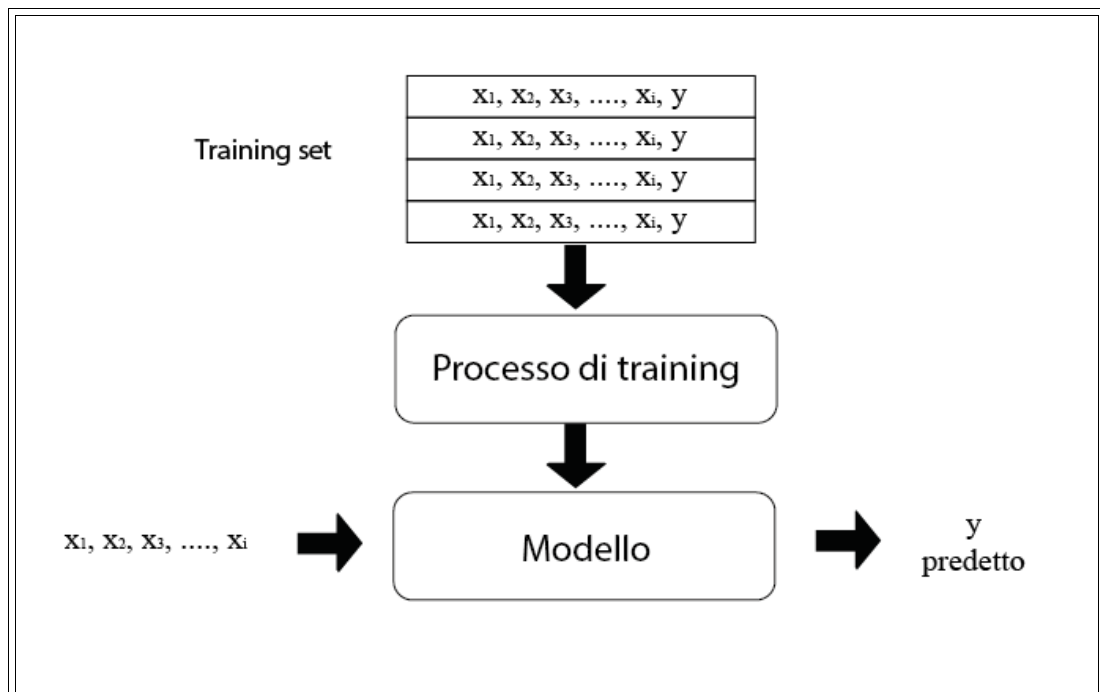 x₁, x₂, x₃, ...., xᵢ, y
Training set
x₁, x₂, x₃, ...., xᵢ, y
x₁, x₂, x₃, ...., xᵢ, y
x₁, x₂, x₃, ...., xᵢ, y
Processo di training
x₁, x₂, x₃, ...., xᵢ
Modello
y
predetto